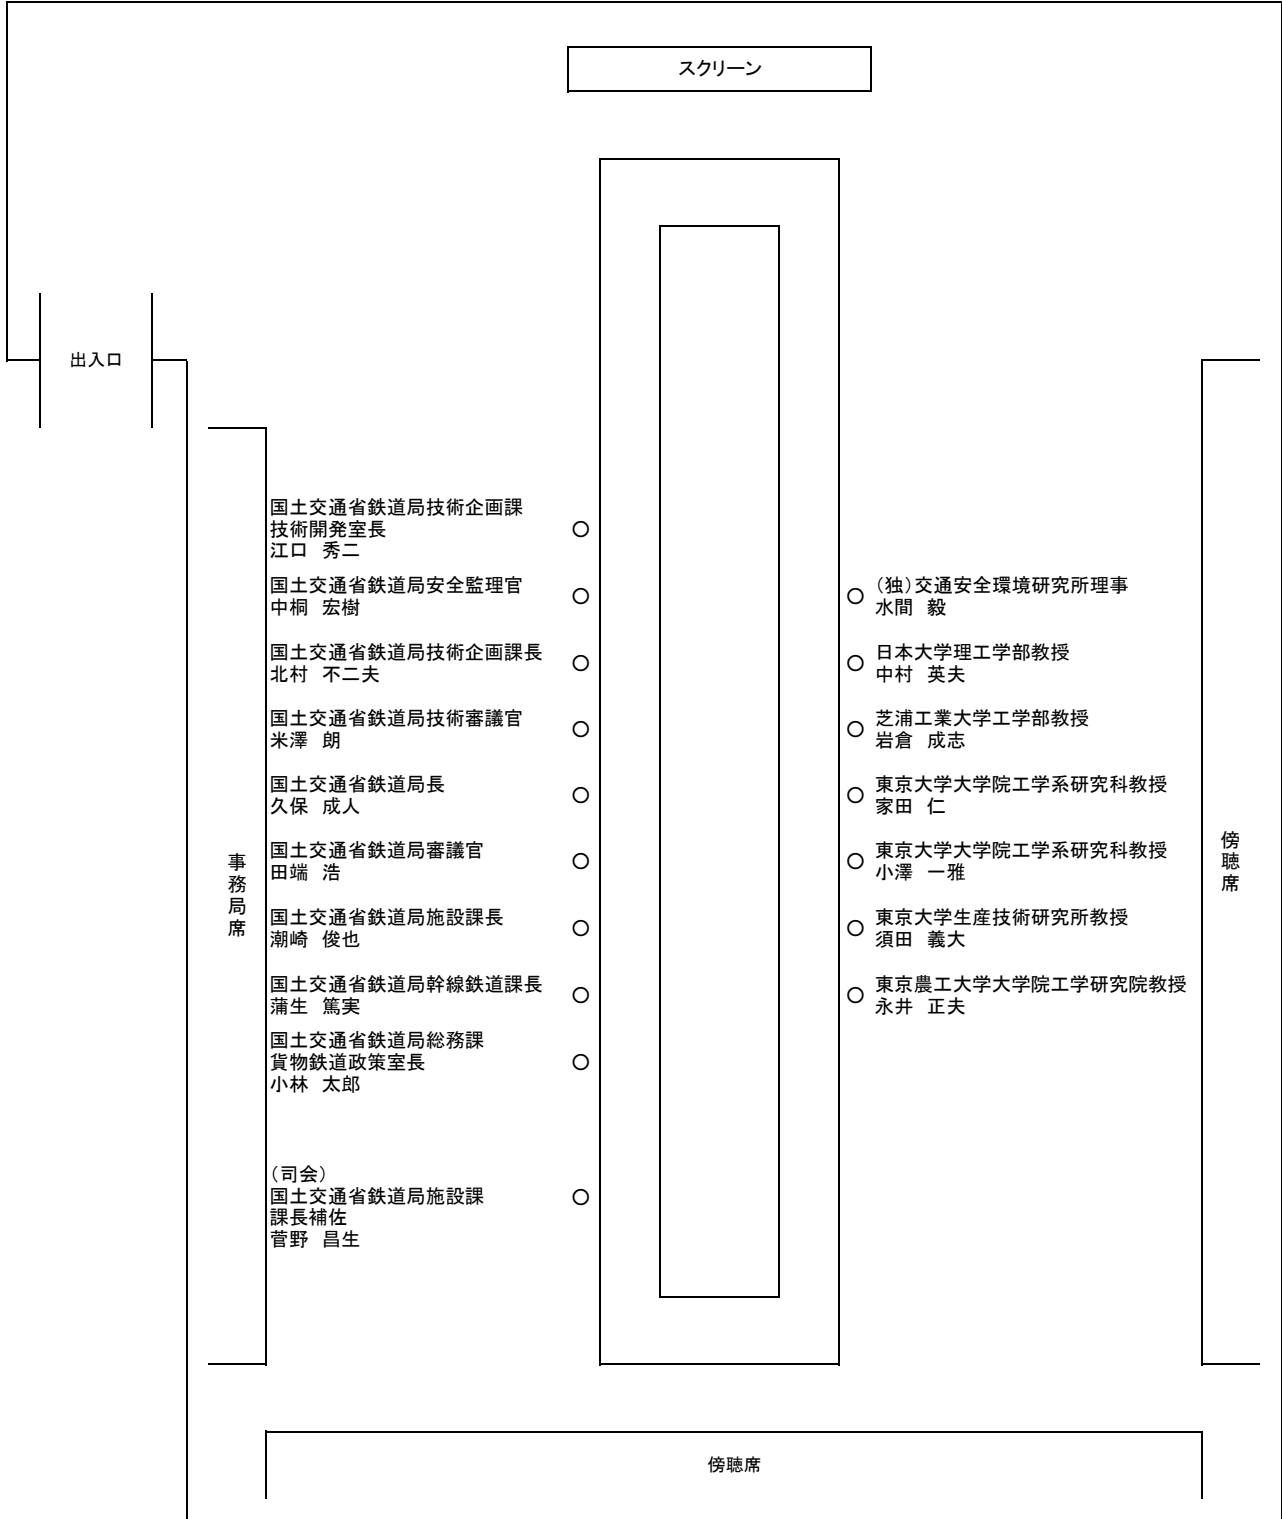 スクリーン
出入口
国土交通省鉄道局技術企画課
技術開発室長
江口　秀二
国土交通省鉄道局安全監理官
中桐　宏樹
国土交通省鉄道局技術企画課長
北村　不二夫
国土交通省鉄道局技術審議官
米澤　朗
国土交通省鉄道局長
久保　成人
国土交通省鉄道局審議官
田端　浩
国土交通省鉄道局施設課長
潮崎　俊也
国土交通省鉄道局幹線鉄道課長
蒲生　篤実
国土交通省鉄道局総務課
貨物鉄道政策室長
小林　太郎
（司会）
国土交通省鉄道局施設課
課長補佐
菅野　昌生
事務局席
（独）交通安全環境研究所理事
水間　毅
日本大学理工学部教授
中村　英夫
芝浦工業大学工学部教授
岩倉　成志
東京大学大学院工学系研究科教授
家田　仁
東京大学大学院工学系研究科教授
小澤　一雅
東京大学生産技術研究所教授
須田　義大
東京農工大学大学院工学研究院教授
永井　正夫
傍聴席
傍聴席